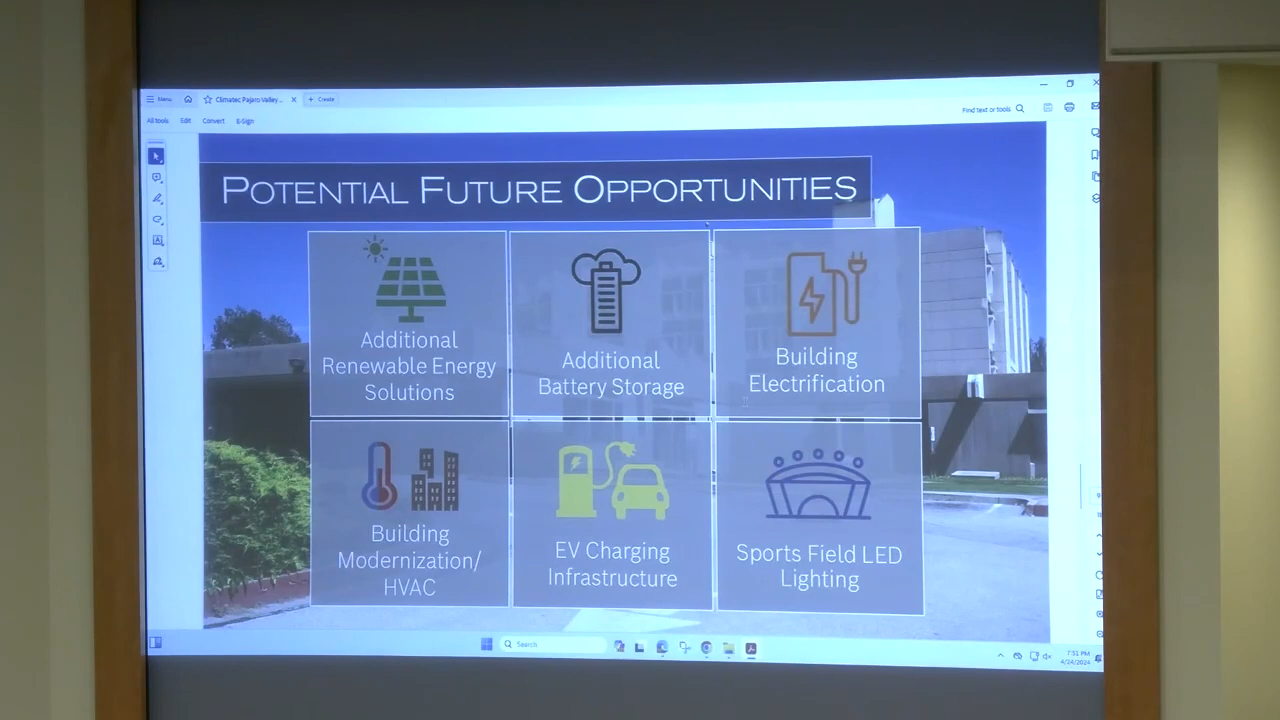 Menu
Climatec Pajaro Valley ...
+ Create
All tools
Edit
Convert
E-Sign
Find text or tools
POTENTIAL FUTURE OPPORTUNITIES
Additional
Renewable Energy
Solutions
Additional
Battery Storage
Building
Electrification
Building
Modernization/
HVAC
EV Charging
Infrastructure
Sports Field LED
Lighting
Search
7:51 PM
4/24/2024